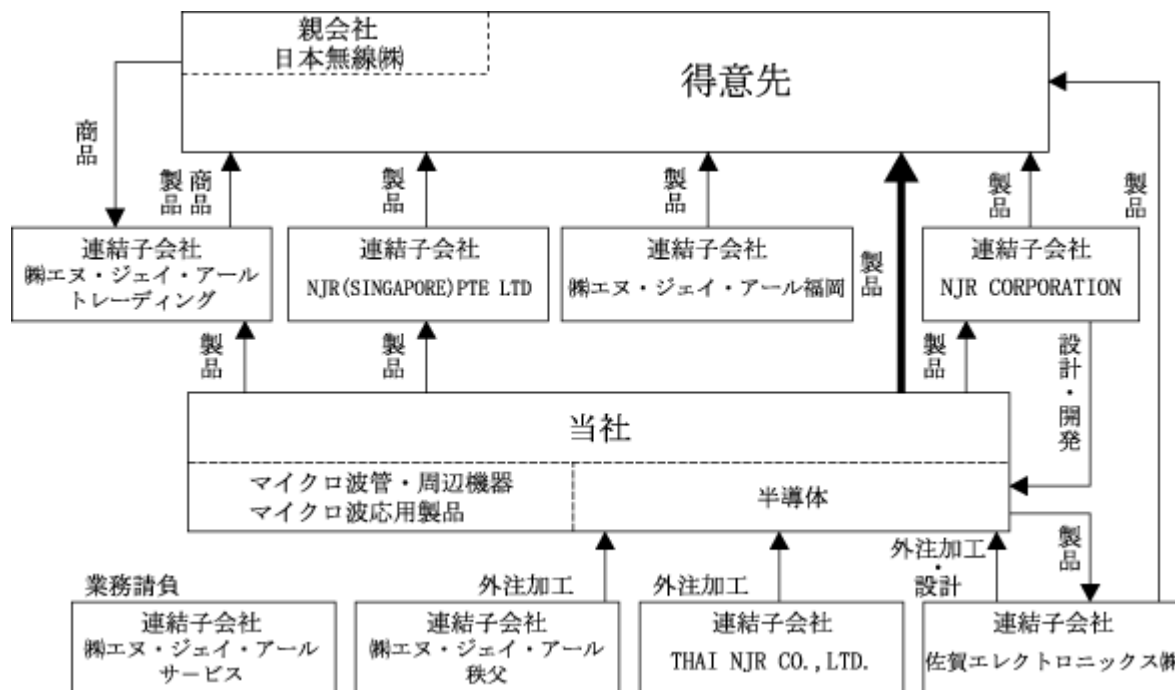 親会社
日本無線㈱
得意先
商品
製品
商品
製品
製品
製品
製品
製品
連結子会社
㈱エヌ・ジェイ・アール
トレーディング
連結子会社
NJR(SINGAPORE)PTE LTD
連結子会社
㈱エヌ・ジェイ・アール福岡
連結子会社
NJR CORPORATION
製品
製品
製品
設計・開発
当社
マイクロ波管・周辺機器
マイクロ波応用製品
半導体
業務請負
外注加工
外注加工
外注加工
・
設計
製品
連結子会社
㈱エヌ・ジェイ・アール
サービス
連結子会社
㈱エヌ・ジェイ・アール
秩父
連結子会社
THAI NJR CO.,LTD.
連結子会社
佐賀エレクトロニックス㈱